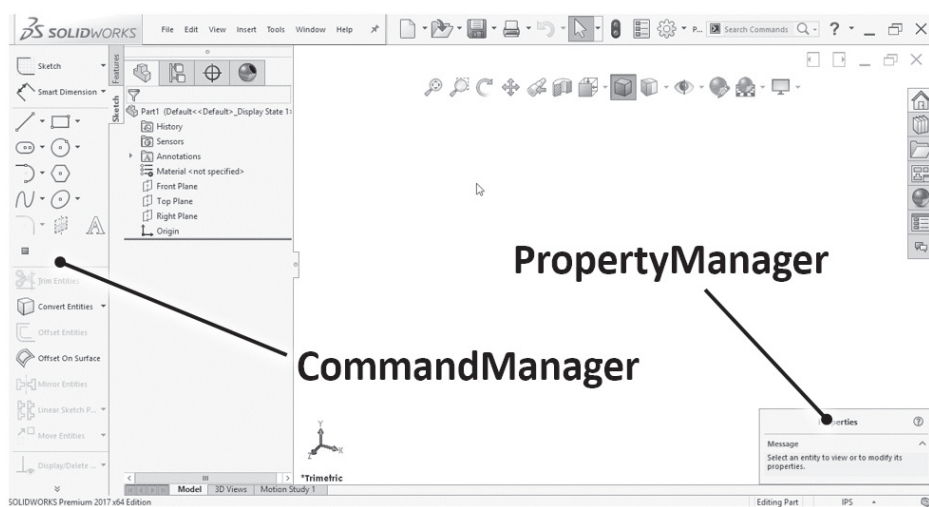 SOLIDWORKS File Edit View Insert Tools Window Help P... Search Commands ?
Sketch
Smart Dimension
Features
Sketch
Part1 (Default<<Default>_Display State 1>
History
Sensors
Annotations
Material <not specified>
Front Plane
Top Plane
Right Plane
Origin
A
PropertyManager
Trim Entities
Convert Entities
Offset Entities
Offset On Surface
CommandManager
Mirror Entities
Linear Sketch P...
Move Entities
Display/Delete ...
Y
X
Z
*Trimetric
Properties
Message
Select an entity to view or to modify its
properties.
Model 3D Views Motion Study 1
SOLIDWORKS Premium 2017 x64 Edition Editing Part IPS